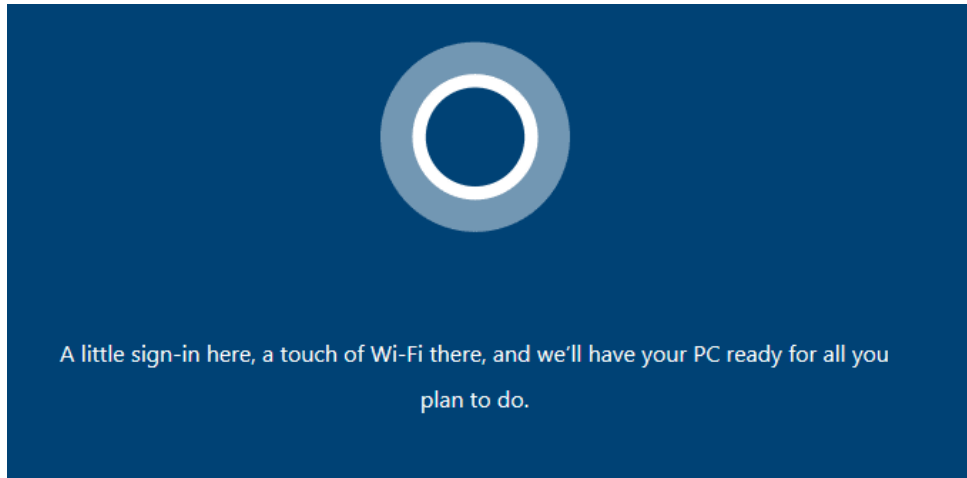 A little sign-in here, a touch of Wi-Fi there, and we’ll have your PC ready for all you
plan to do.